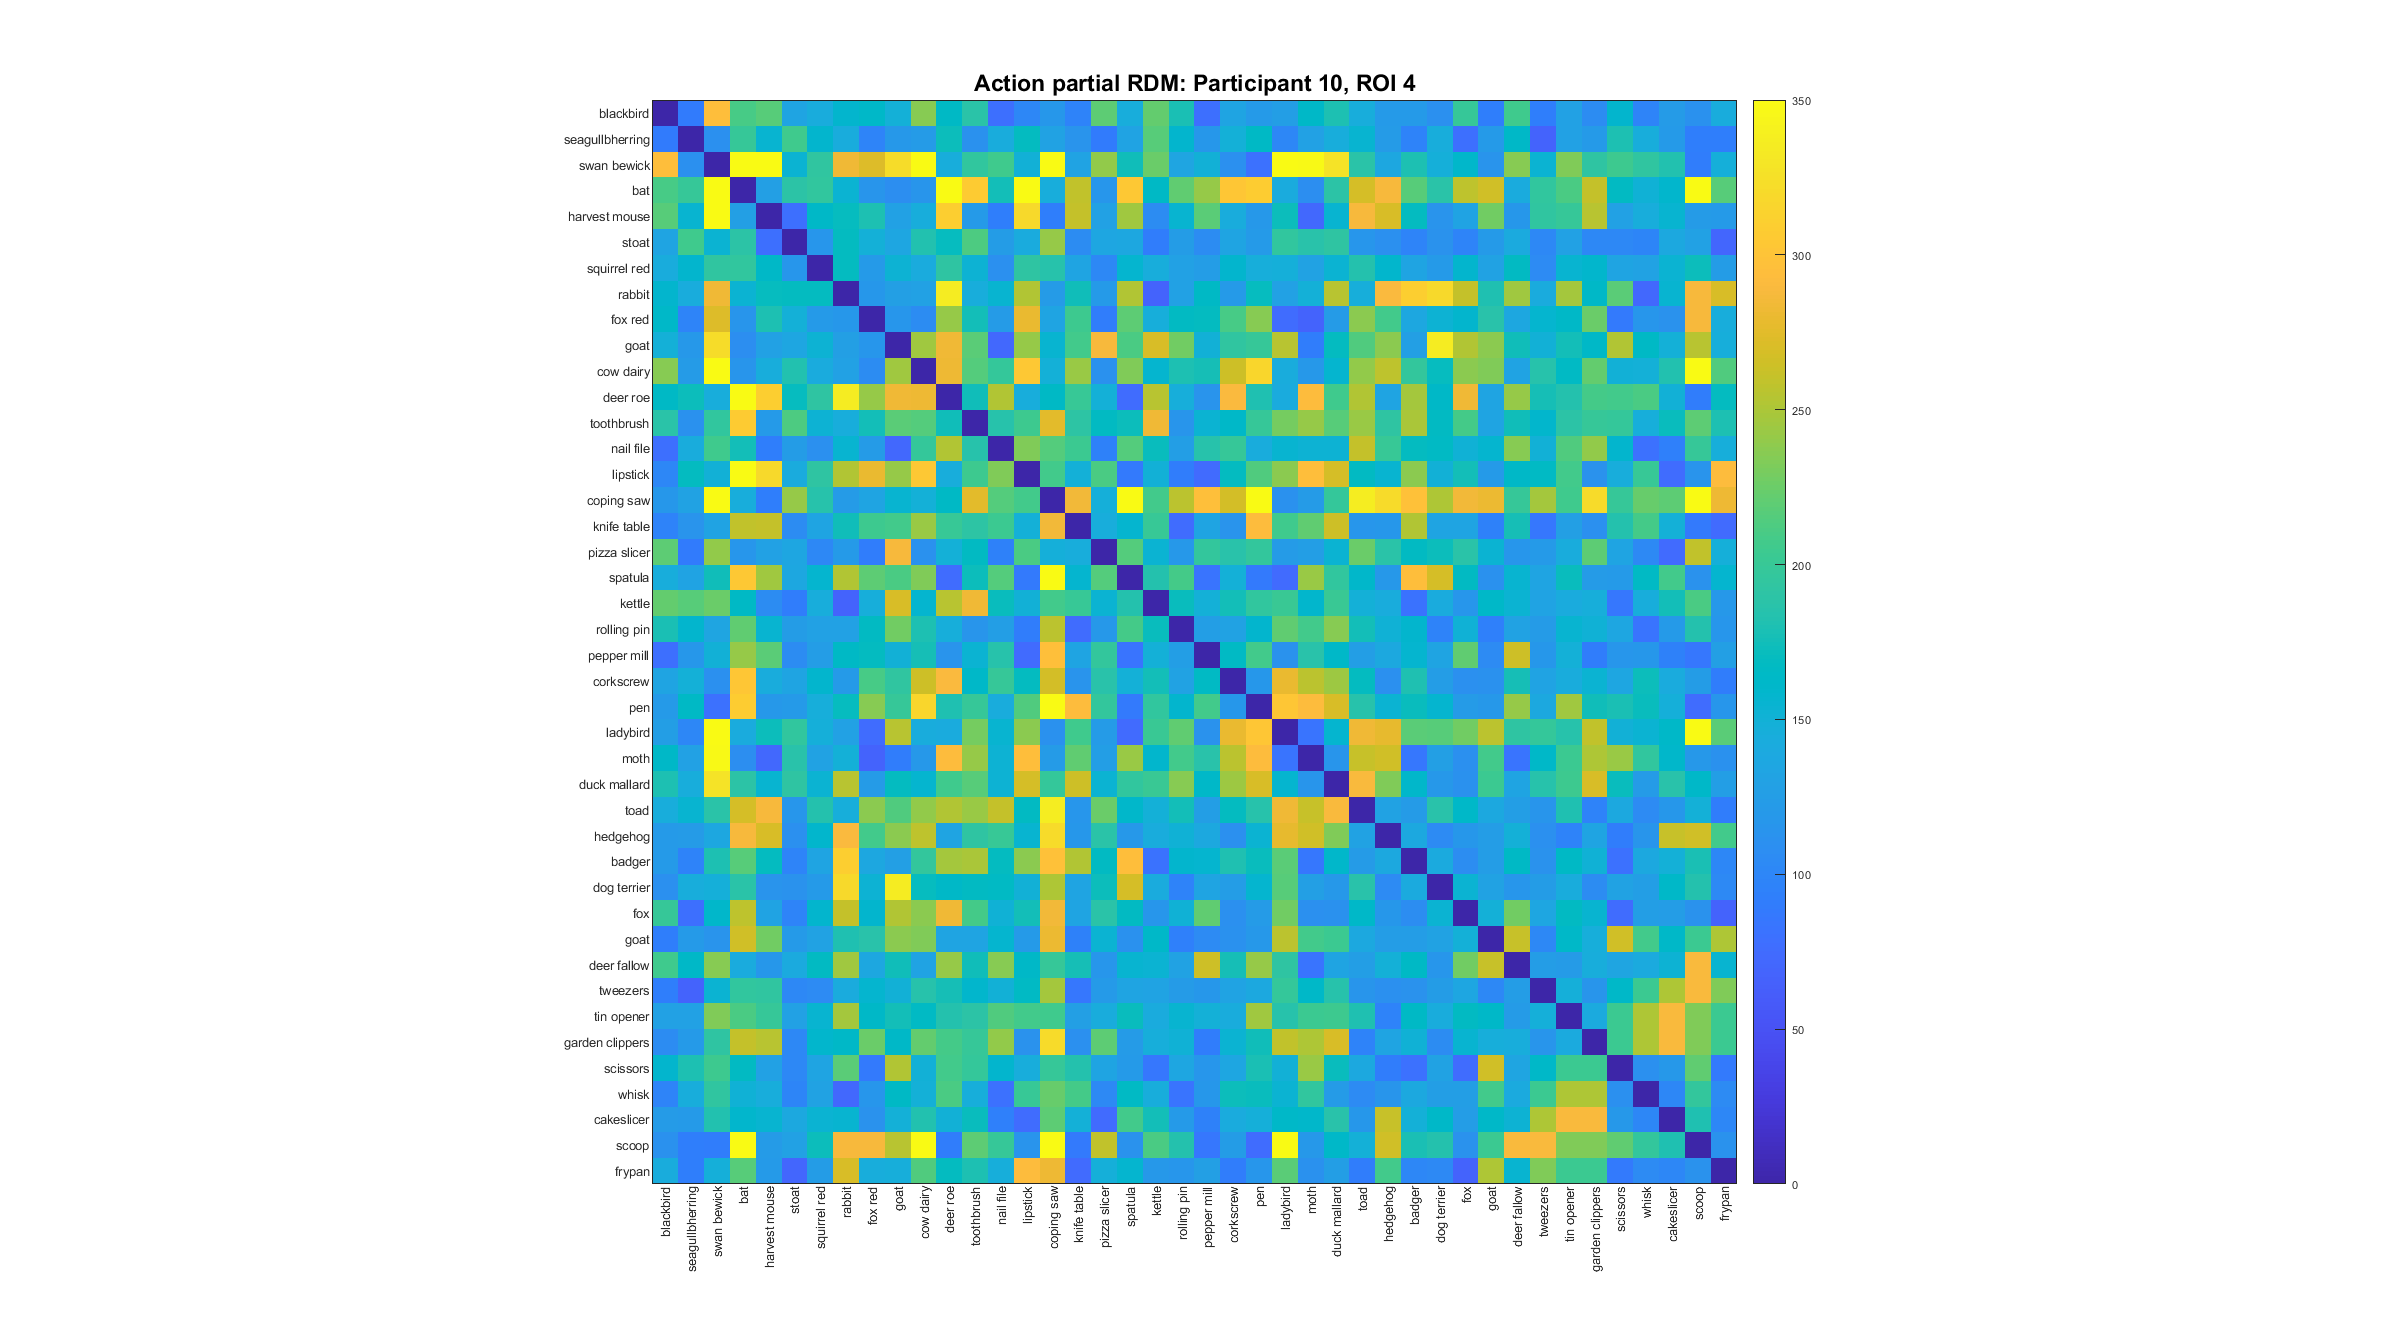 Action partial RDM: Participant 10, ROI 4
blackbird
seagullbherring
swan bewick
bat
harvest mouse
stoat
squirrel red
rabbit
fox red
goat
cow dairy
deer roe
toothbrush
nail file
lipstick
coping saw
knife table
pizza slicer
spatula
kettle
rolling pin
pepper mill
corkscrew
pen
ladybird
moth
duck mallard
toad
hedgehog
badger
dog terrier
fox
goat
deer fallow
tweezers
tin opener
garden clippers
scissors
whisk
cakeslicer
scoop
frypan
blackbird
seagullbherring
swan bewick
bat
harvest mouse
stoat
squirrel red
rabbit
fox red
goat
cow dairy
deer roe
toothbrush
nail file
lipstick
coping saw
knife table
pizza slicer
spatula
kettle
rolling pin
pepper mill
corkscrew
pen
ladybird
moth
duck mallard
toad
hedgehog
badger
dog terrier
fox
goat
deer fallow
tweezers
tin opener
garden clippers
scissors
whisk
cakeslicer
scoop
frypan
350
300
250
200
150
100
50
0